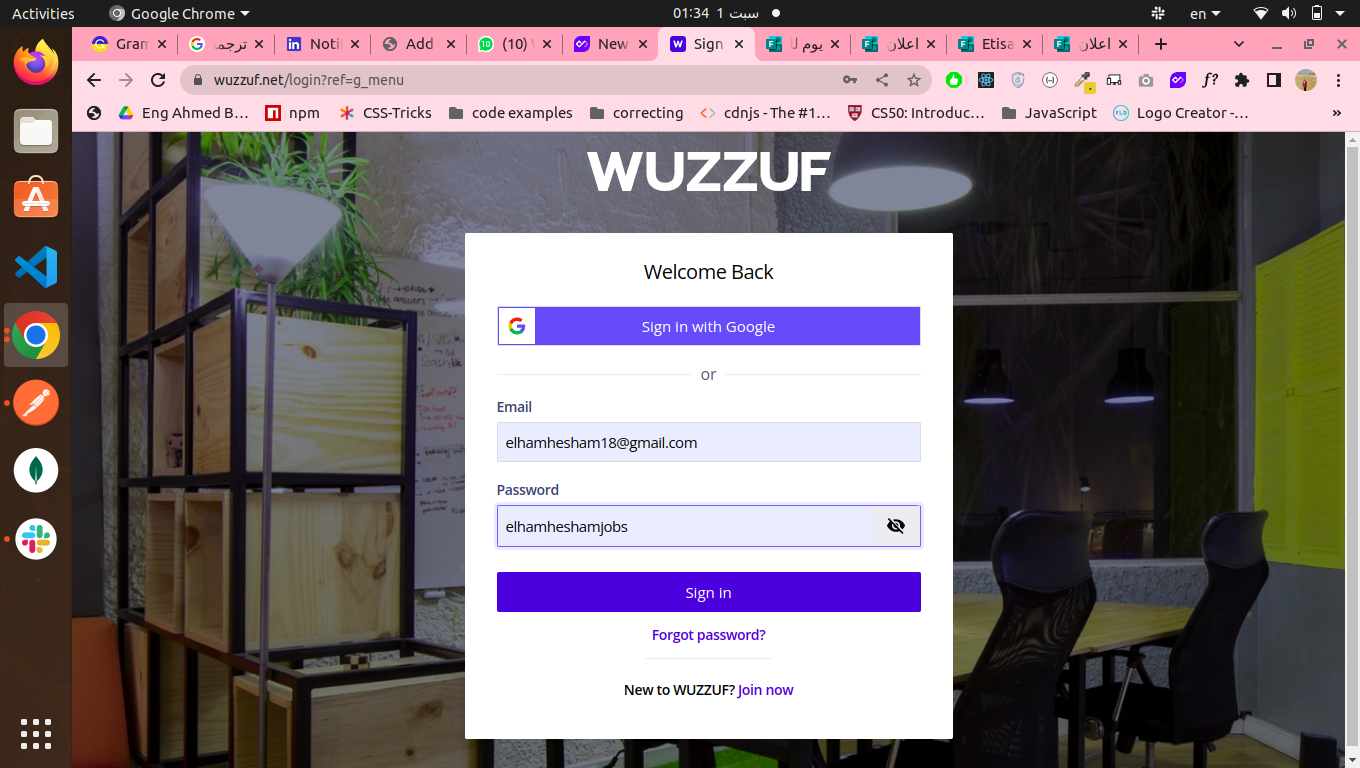 Activities Google Chrome 01:34 1 سبت en
Gram ترجم Noti Add (10) New Sign يوم اعلان Etisa اعلان
wuzzuf.net/login?ref=g_menu
Eng Ahmed B... npm CSS-Tricks code examples correcting cdnjs - The #1... CS50: Introduc... JavaScript Logo Creator -...
WUZZUF
Welcome Back
Sign in with Google
or
Email
elhamhesham18@gmail.com
Password
elhamheshamjobs
Sign in
Forgot password?
New to WUZZUF? Join now